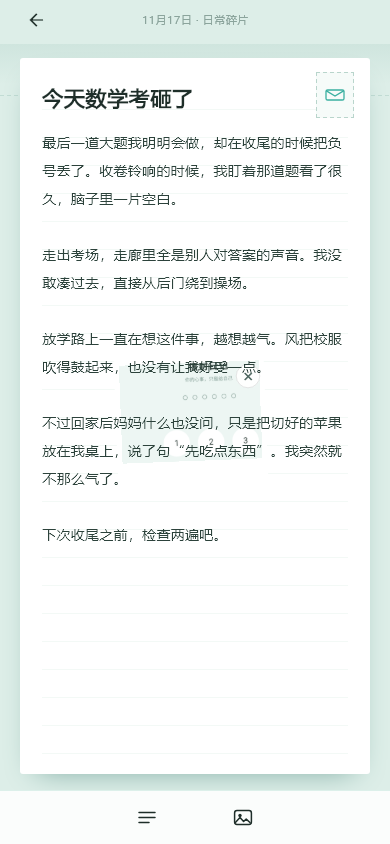 11月17日 · 日常碎片
今天数学考砸了
最后一道大题我明明会做，却在收尾的时候把负
号丢了。收卷铃响的时候，我盯着那道题看了很
久，脑子里一片空白。
走出考场，走廊里全是别人对答案的声音。我没
敢凑过去，直接从后门绕到操场。
放学路上一直在想这件事，越想越气。风把校服
吹得鼓起来，也没有让我好受一点。
不过回家后妈妈什么也没问，只是把切好的苹果
放在我桌上，说了句“先吃点东西”。我突然就
不那么气了。
下次收尾之前，检查两遍吧。
1 2 3